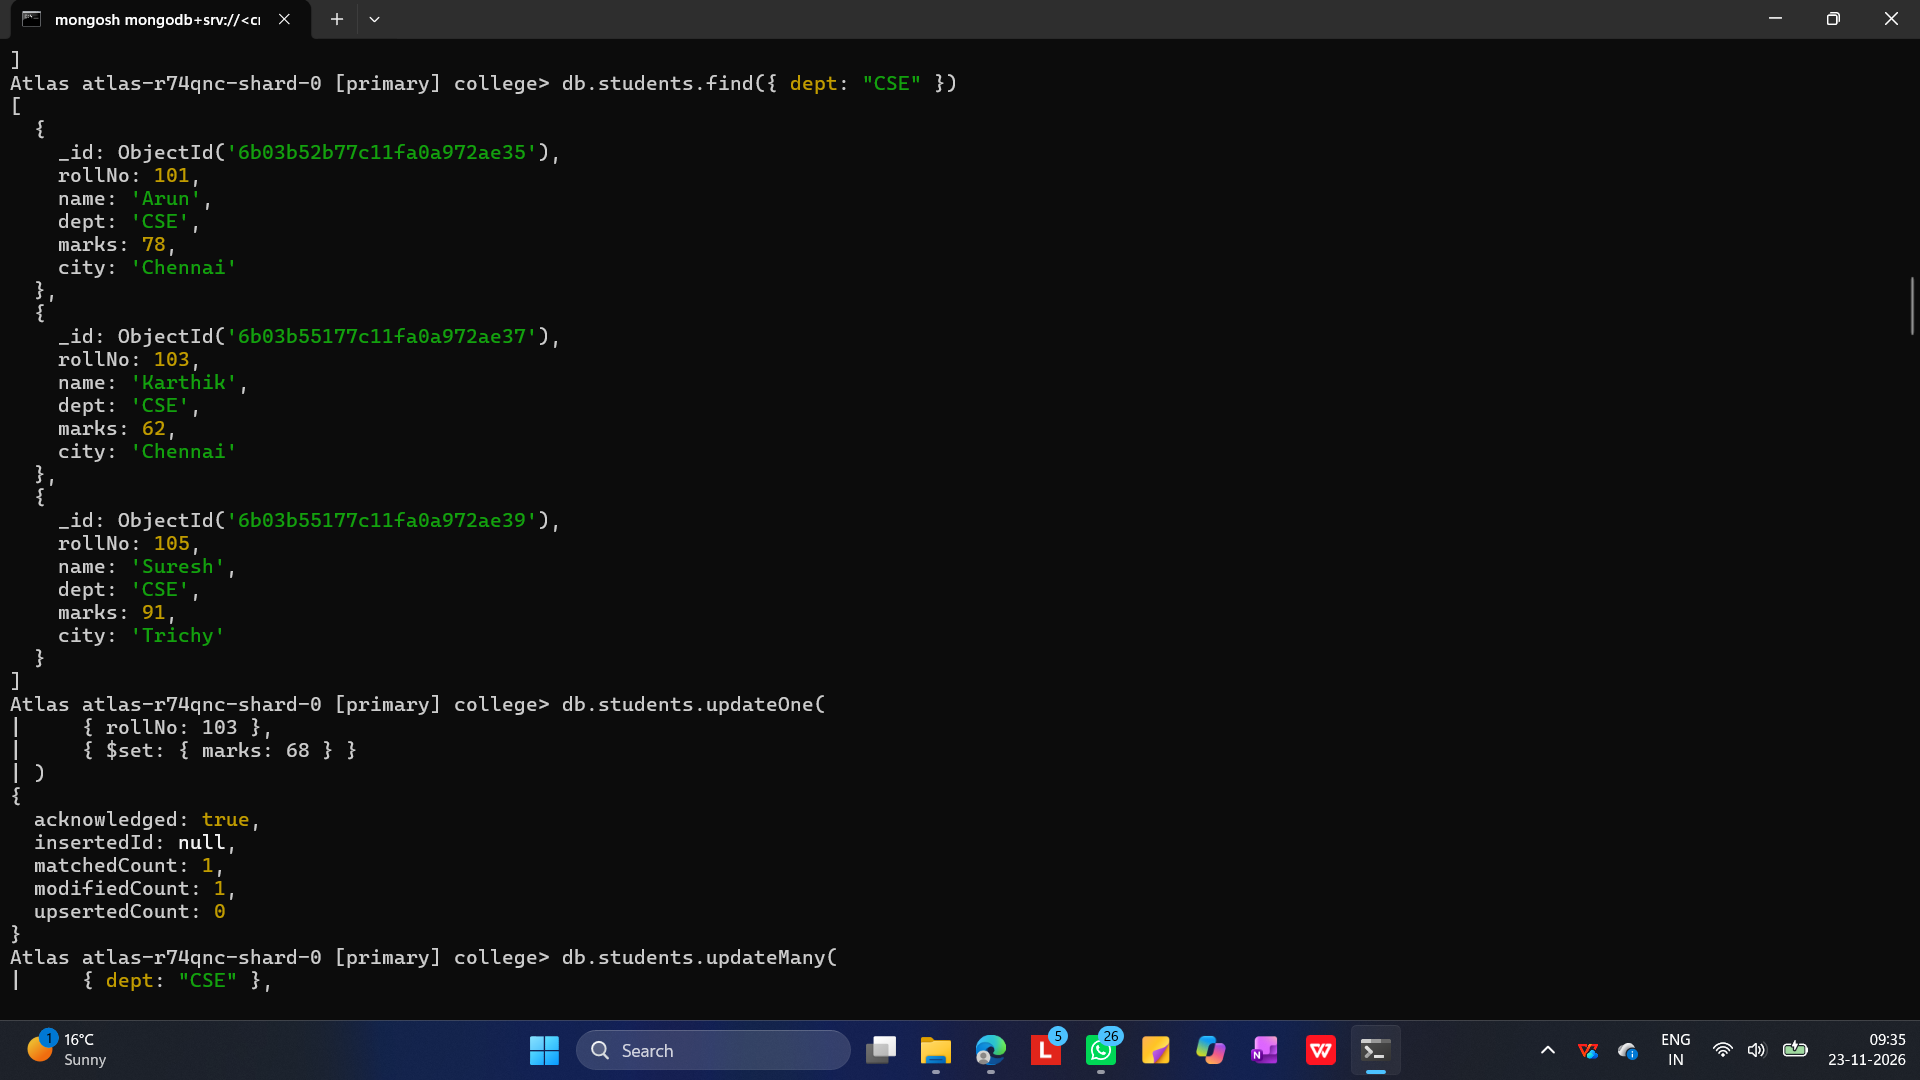 mongosh mongodb+srv://<cr
]
Atlas atlas-r74qnc-shard-0 [primary] college> db.students.find({ dept: "CSE" })
[
  {
    _id: ObjectId('6b03b52b77c11fa0a972ae35'),
    rollNo: 101,
    name: 'Arun',
    dept: 'CSE',
    marks: 78,
    city: 'Chennai'
  },
  {
    _id: ObjectId('6b03b55177c11fa0a972ae37'),
    rollNo: 103,
    name: 'Karthik',
    dept: 'CSE',
    marks: 62,
    city: 'Chennai'
  },
  {
    _id: ObjectId('6b03b55177c11fa0a972ae39'),
    rollNo: 105,
    name: 'Suresh',
    dept: 'CSE',
    marks: 91,
    city: 'Trichy'
  }
]
Atlas atlas-r74qnc-shard-0 [primary] college> db.students.updateOne(
|     { rollNo: 103 },
|     { $set: { marks: 68 } }
| )
{
  acknowledged: true,
  insertedId: null,
  matchedCount: 1,
  modifiedCount: 1,
  upsertedCount: 0
}
Atlas atlas-r74qnc-shard-0 [primary] college> db.students.updateMany(
|     { dept: "CSE" },
1
16°C
Sunny
Search
L
5
26
N
W
ENG
IN
09:35
23-11-2026